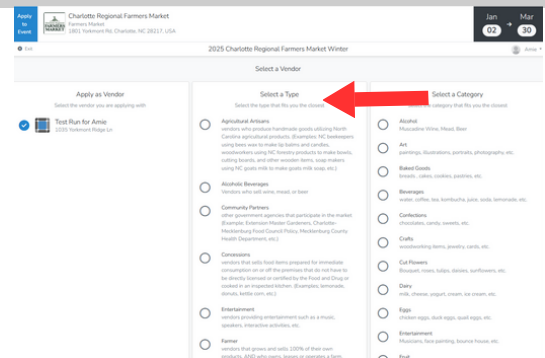 Apply
to
Event
Charlotte Regional Farmers Market
Farmers Market
1801 Yorkmont Rd, Charlotte, NC 28217, USA
FARMERS
MARKET
Jan
02
Mar
30
Exit
2025 Charlotte Regional Farmers Market Winter
Amie
Select a Vendor
Apply as Vendor
Select the vendor you are applying with
Test Run for Amie
1035 Yorkmont Ridge Ln
Select a Type
Select the type that fits you the closest
Agricultural Artisans
vendors who produce handmade goods utilizing North
Carolina agricultural products. (Examples, NC beekeepers
using bees wax to make lip balms and candles,
woodworkers using NC forestry products to make bowls,
cutting boards, and other wooden items, soap makers
using NC goats milk to make goats milk soap, etc.)
Alcoholic Beverages
Vendors who sell wine, mead, or beer
Community Partners
other government agencies that participate in the market
(Example, Extension Master Gardeners, Charlotte-
Mecklenburg Food Council Policy, Mecklenburg County
Health Department, etc.)
Concessions
vendors that sells food items prepared for immediate
consumption on or off the premises that do not have to
be directly licensed or certified by the Food and Drug or
cooked in an inspected kitchen. (Examples, lemonade,
donuts, kettle corn, etc.)
Entertainment
vendors providing entertainment such as a music,
speakers, interactive activities, etc.
Farmer
vendors that grows and sells 100% of their own
products, AND who owns, leases or operates a farm
Select a Category
the category that fits you the closest
Alcohol
Muscadine Wine, Mead, Beer
Art
paintings, illustrations, portraits, photography, etc.
Baked Goods
breads, cakes, cookies, pastries, etc.
Beverages
water, coffee, tea, kombucha, juice, soda, lemonade, etc.
Confections
chocolates, candy, sweets, etc.
Crafts
woodworking items, jewelry, cards, etc.
Cut Flowers
Bouquet, roses, tulips, daisies, sunflowers, etc.
Dairy
milk, cheese, yogurt, cream, ice cream, etc.
Eggs
chicken eggs, duck eggs, quail eggs, etc.
Entertainment
Musicians, face painting, bounce house, etc.
Fruit